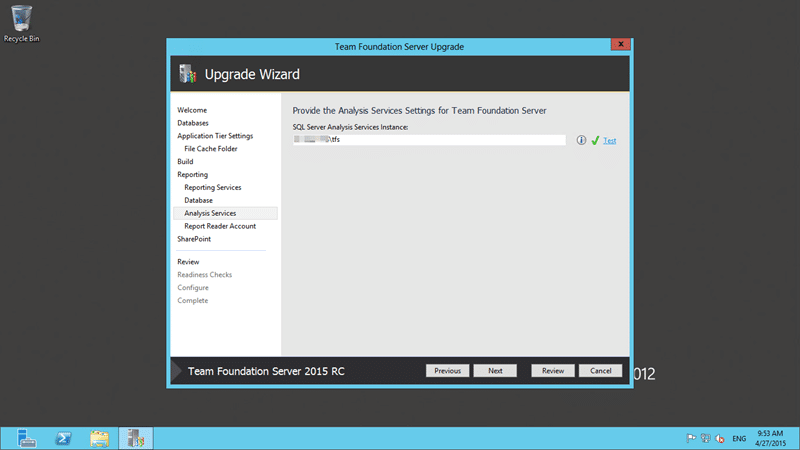 Recycle Bin
Team Foundation Server Upgrade
x
Upgrade Wizard
Welcome
Databases
Application Tier Settings
File Cache Folder
Build
Reporting
Reporting Services
Database
Analysis Services
Report Reader Account
SharePoint
Review
Readiness Checks
Configure
Complete
Provide the Analysis Services Settings for Team Foundation Server
SQL Server Analysis Services Instance:
\tfs
Test
Team Foundation Server 2015 RC
Previous
Next
Review
Cancel
012
ENG
9:53 AM
4/27/2015